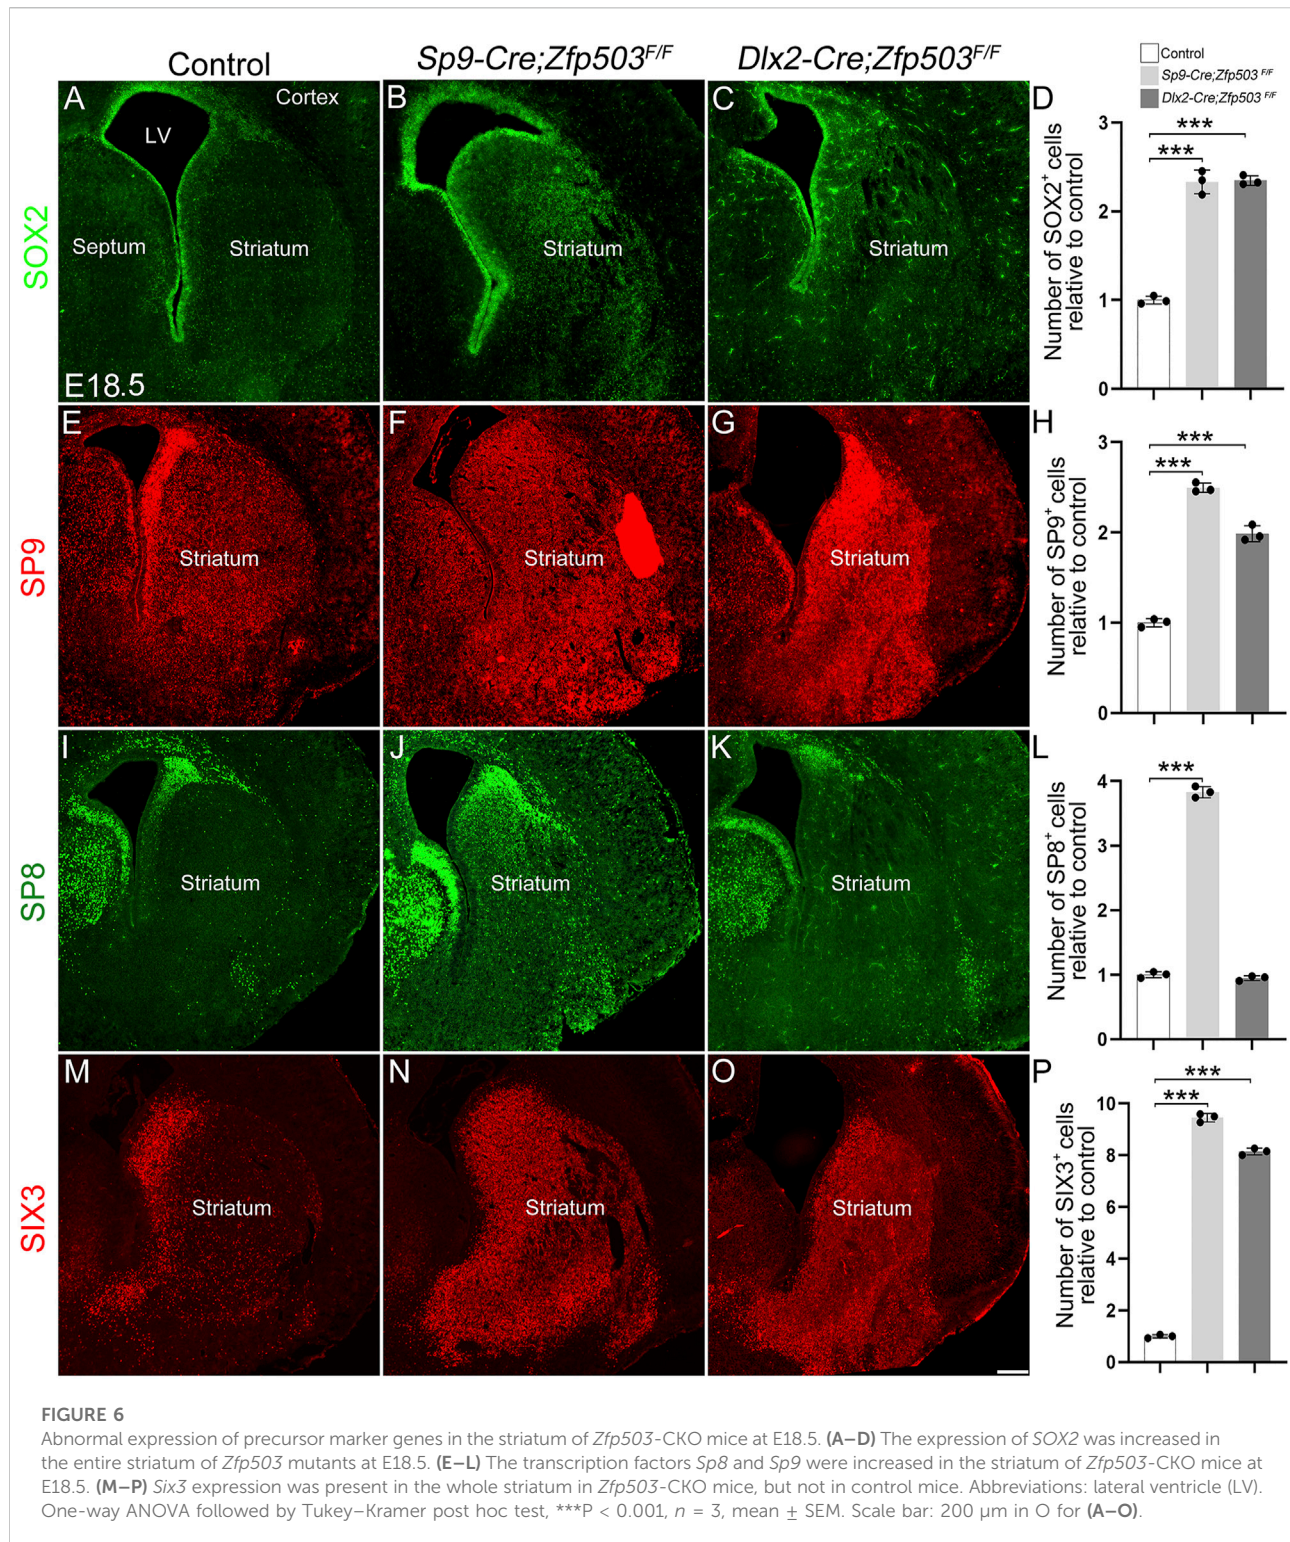 Control
Sp9-Cre;Zfp503F/F
Dlx2-Cre;Zfp503F/F
Control
Sp9-Cre;Zfp503 F/F
Dlx2-Cre;Zfp503 F/F
SOX2
A
Cortex
LV
Septum
Striatum
E18.5
B
Striatum
C
Striatum
D
Number of SOX2+ cells
relative to control
3
2
1
0
***
***
SP9
E
Striatum
F
Striatum
G
Striatum
H
Number of SP9+ cells
relative to control
3
2
1
0
***
***
SP8
I
Striatum
J
Striatum
K
Striatum
L
Number of SP8+ cells
relative to control
4
3
2
1
0
***
SIX3
M
Striatum
N
Striatum
O
Striatum
P
Number of SIX3+ cells
relative to control
10
8
6
4
2
0
***
***
FIGURE 6
Abnormal expression of precursor marker genes in the striatum of Zfp503-CKO mice at E18.5. (A–D) The expression of SOX2 was increased in
the entire striatum of Zfp503 mutants at E18.5. (E–L) The transcription factors Sp8 and Sp9 were increased in the striatum of Zfp503-CKO mice at
E18.5. (M–P) Six3 expression was present in the whole striatum in Zfp503-CKO mice, but not in control mice. Abbreviations: lateral ventricle (LV).
One-way ANOVA followed by Tukey–Kramer post hoc test, ***P < 0.001, n = 3, mean ± SEM. Scale bar: 200 μm in O for (A–O).